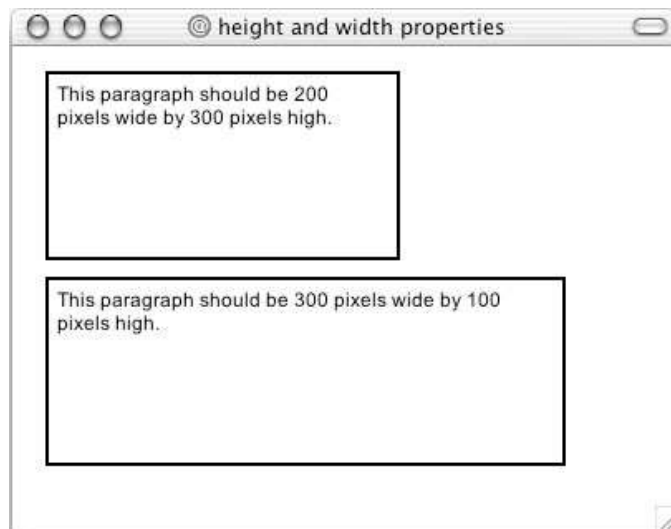 @ height and width properties
This paragraph should be 200
pixels wide by 300 pixels high.
This paragraph should be 300 pixels wide by 100
pixels high.